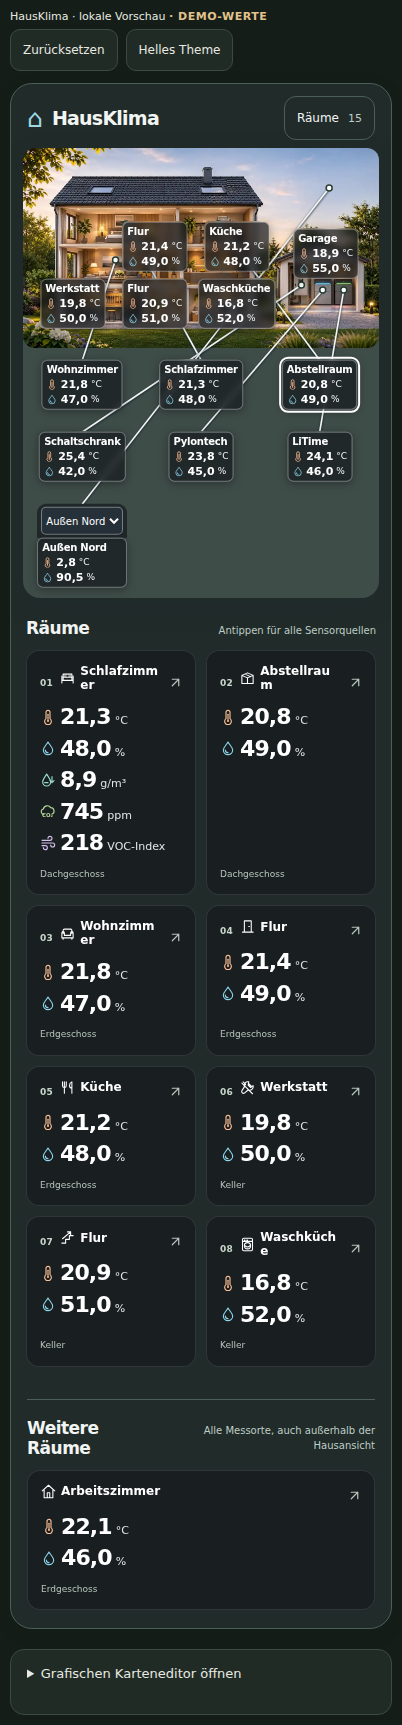 HausKlima · lokale Vorschau · DEMO-WERTE
Zurücksetzen
Helles Theme
HausKlima
Räume 15
Flur
21,4 °C
49,0 %
Küche
21,2 °C
48,0 %
Garage
18,9 °C
55,0 %
Werkstatt
19,8 °C
50,0 %
Flur
20,9 °C
51,0 %
Waschküche
16,8 °C
52,0 %
Wohnzimmer
21,8 °C
47,0 %
Schlafzimmer
21,3 °C
48,0 %
Abstellraum
20,8 °C
49,0 %
Schaltschrank
25,4 °C
42,0 %
Pylontech
23,8 °C
45,0 %
LiTime
24,1 °C
46,0 %
Außen Nord
Außen Nord
2,8 °C
90,5 %
Räume
Antippen für alle Sensorquellen
01 Schlafzimm
er
21,3 °C
48,0 %
8,9 g/m³
745 ppm
218 VOC-Index
Dachgeschoss
02 Abstellrau
m
20,8 °C
49,0 %
Dachgeschoss
03 Wohnzimm
er
21,8 °C
47,0 %
Erdgeschoss
04 Flur
21,4 °C
49,0 %
Erdgeschoss
05 Küche
21,2 °C
48,0 %
Erdgeschoss
06 Werkstatt
19,8 °C
50,0 %
Keller
07 Flur
20,9 °C
51,0 %
Keller
08 Waschküch
e
16,8 °C
52,0 %
Keller
Weitere
Räume
Alle Messorte, auch außerhalb der
Hausansicht
Arbeitszimmer
22,1 °C
46,0 %
Erdgeschoss
Grafischen Karteneditor öffnen